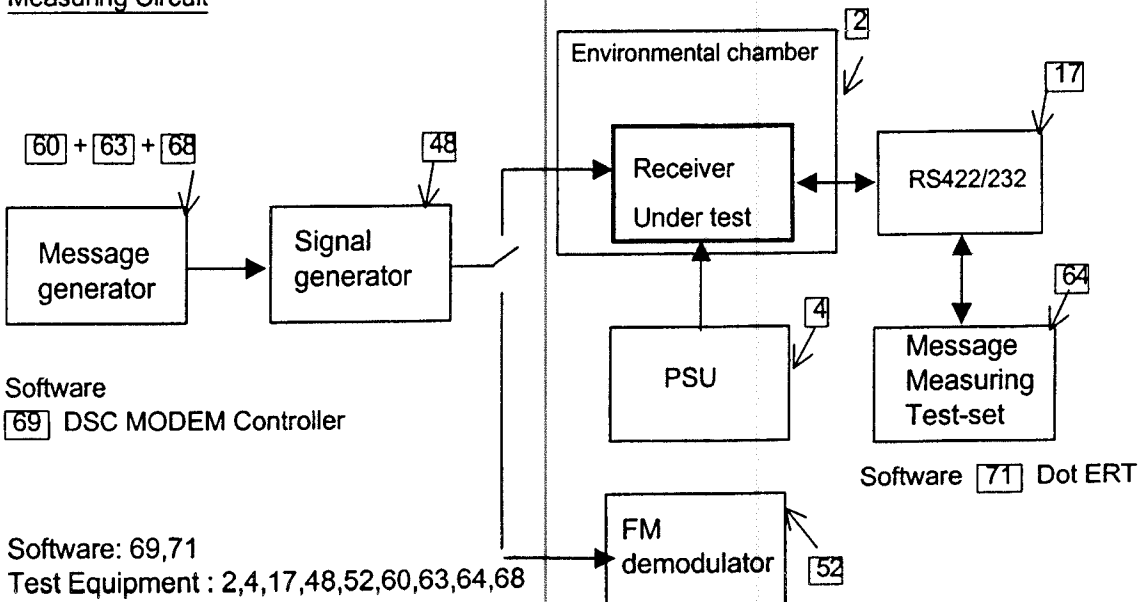 Measuring Circuit
2
Environmental chamber
17
60 + 63 + 68
48
Receiver
Under test
RS422/232
Message
generator
Signal
generator
4
64
PSU
Message
Measuring
Test-set
Software
69 DSC MODEM Controller
Software 71 Dot ERT
FM
demodulator
52
Software: 69,71
Test Equipment : 2,4,17,48,52,60,63,64,68